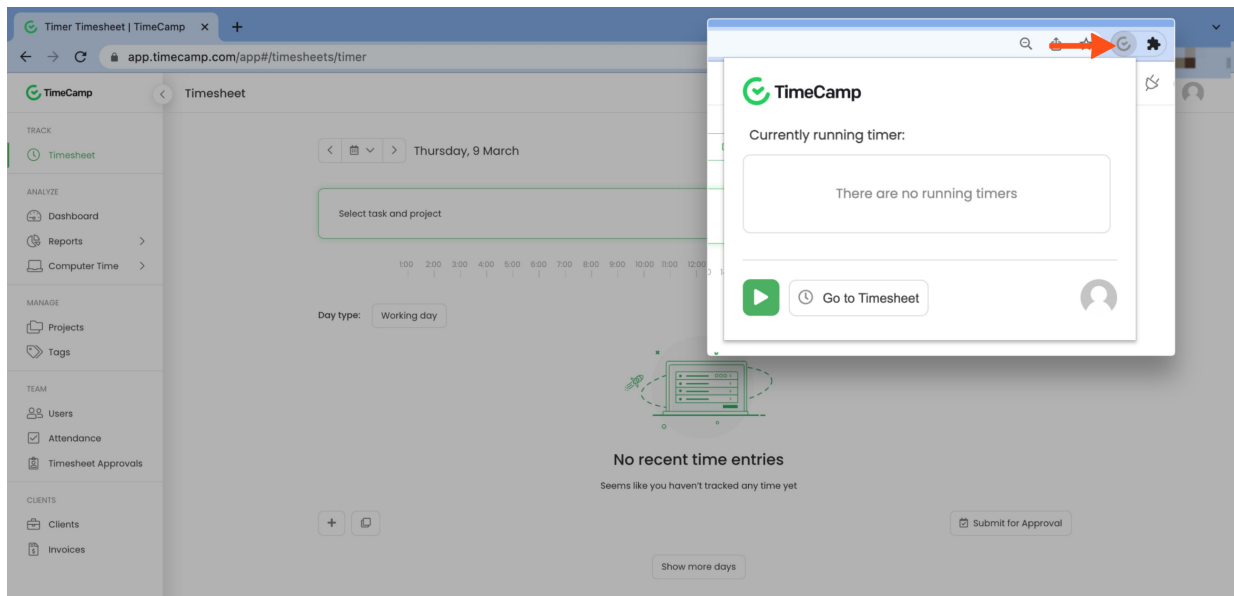 Timer Timesheet | TimeCamp
app.timecamp.com/app#/timesheets/timer
TimeCamp
Timesheet
TRACK
Timesheet
ANALYZE
Dashboard
Reports
Computer Time
MANAGE
Projects
Tags
TEAM
Users
Attendance
Timesheet Approvals
CLIENTS
Clients
Invoices
Thursday, 9 March
Select task and project
1:00 2:00 3:00 4:00 5:00 6:00 7:00 8:00 9:00 10:00 11:00 12:00
Day type: Working day
No recent time entries
Seems like you haven't tracked any time yet
Submit for Approval
Show more days
TimeCamp
Currently running timer:
There are no running timers
Go to Timesheet